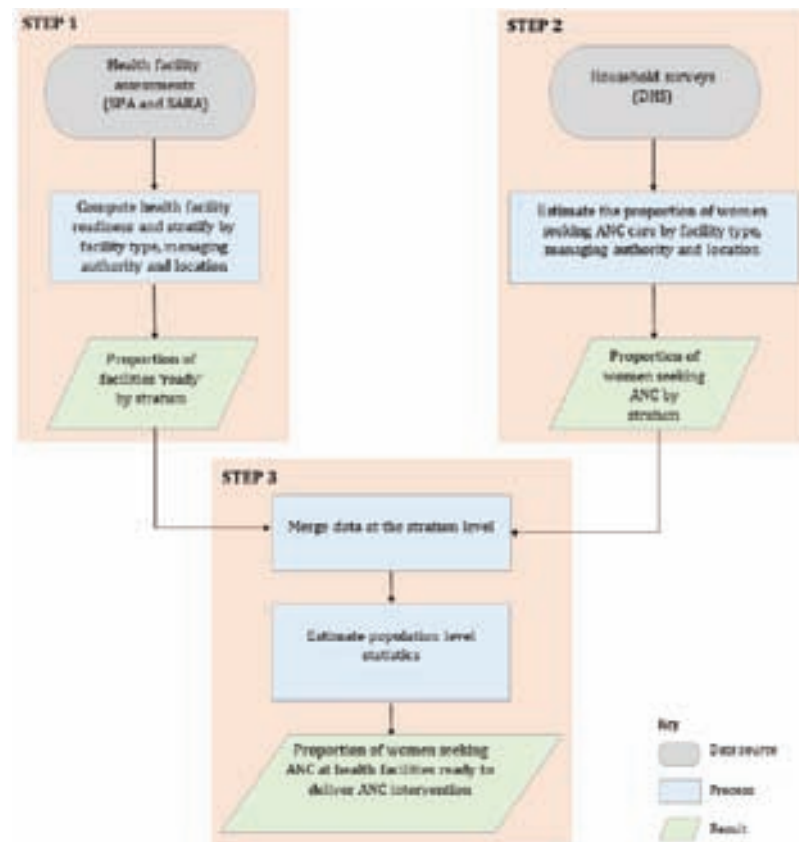 STEP 1
Health facility
assessments
(SPA and SARA)
Compute health facility
readiness and stratify by
facility type, managing
authority and location
Proportion of
facilities 'ready'
by stratum
STEP 2
Household surveys
(DHS)
Estimate the proportion of women
seeking ANC care by facility type,
managing authority and location
Proportion of
women seeking
ANC by
stratum
STEP 3
Merge data at the stratum level
Estimate population level
statistics
Proportion of women seeking
ANC at health facilities ready to
deliver ANC intervention
Key
Data source
Process
Result